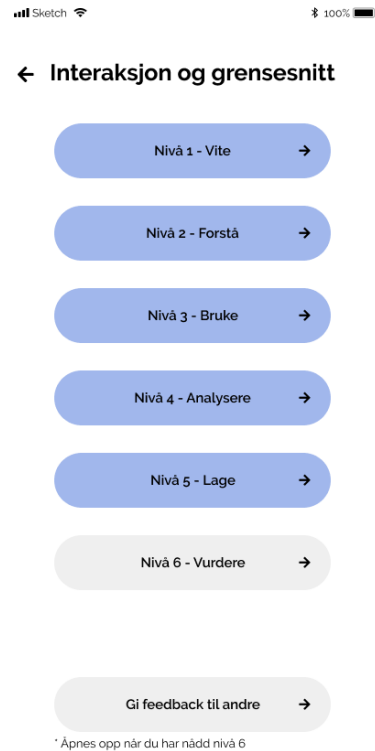 Sketch 100%
Interaksjon og grensesnitt
Nivå 1 - Vite
Nivå 2 - Forstå
Nivå 3 - Bruke
Nivå 4 - Analysere
Nivå 5 - Lage
Nivå 6 - Vurdere
Gi feedback til andre
* Åpnes opp når du har nådd nivå 6